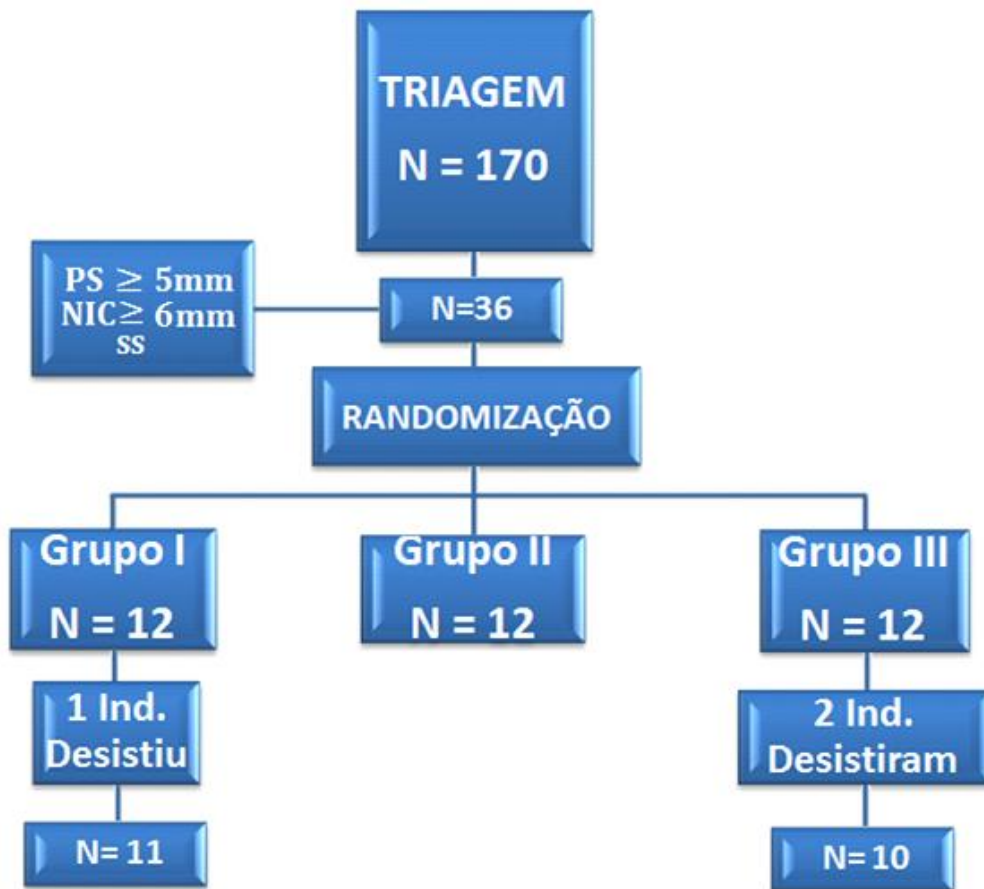 TRIAGEM
N = 170
PS ≥ 5mm
NIC≥ 6mm
SS
N=36
RANDOMIZAÇÃO
Grupo I
N = 12
Grupo II
N = 12
Grupo III
N = 12
1 Ind.
Desistiu
2 Ind.
Desistiram
N= 11
N= 10